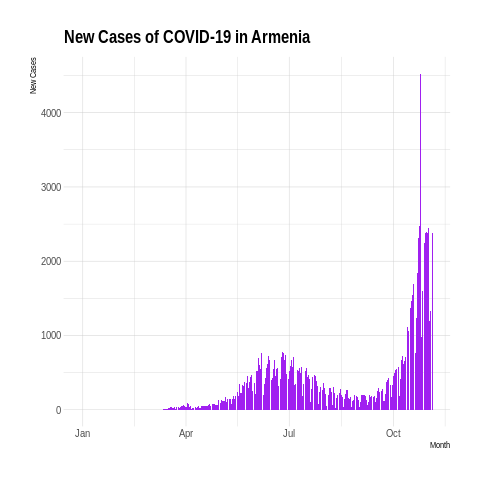 New Cases of COVID-19 in Armenia
New Cases
4000
3000
2000
1000
0
Jan Apr Jul Oct
Month